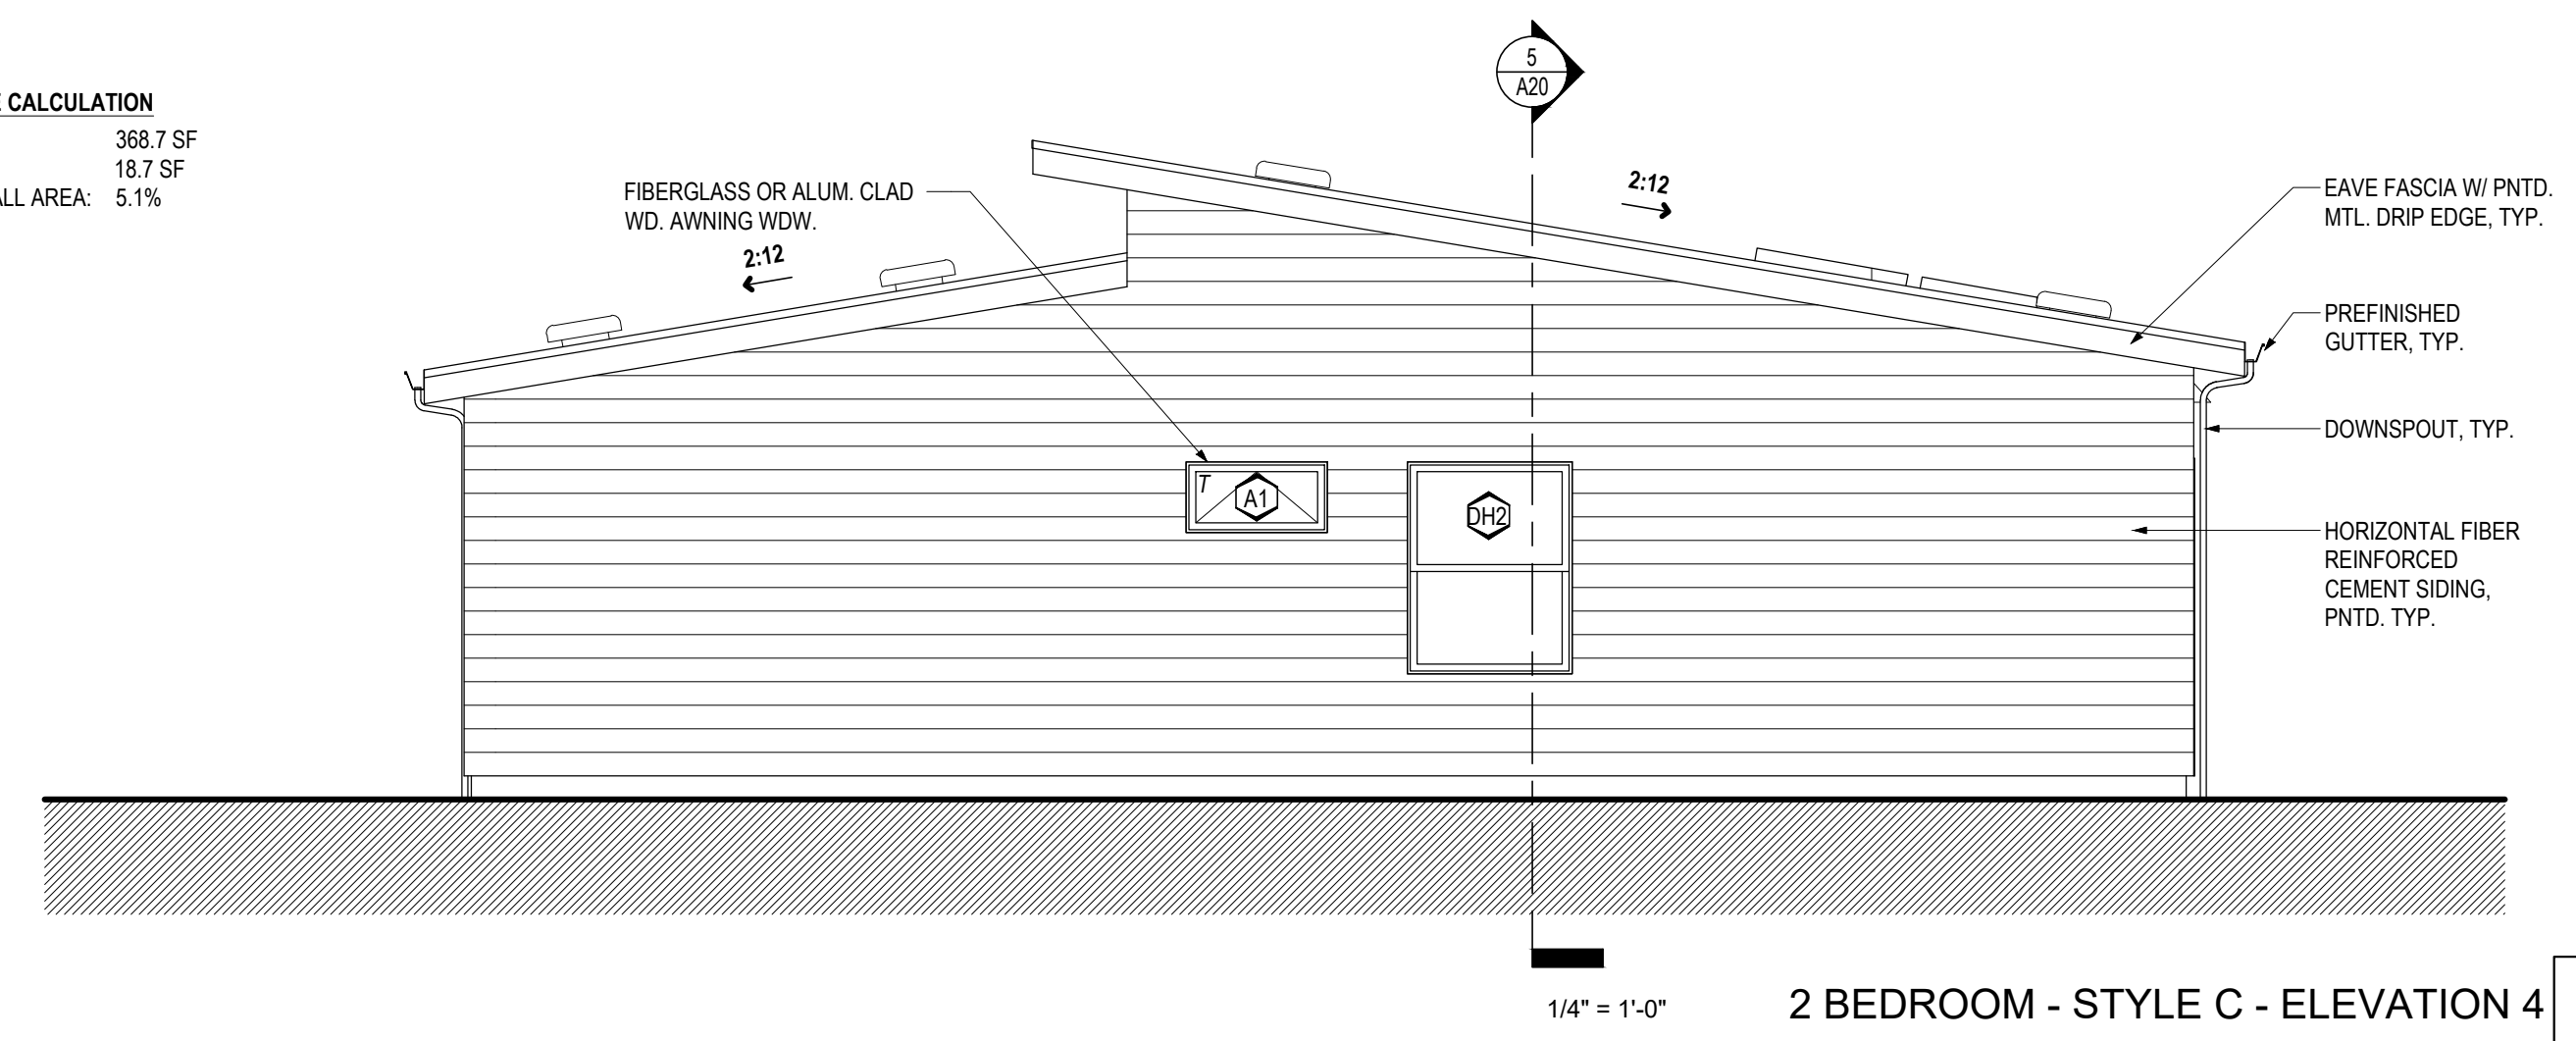 CALCULATION
368.7 SF
18.7 SF
ALL AREA: 5.1%
5
A20
FIBERGLASS OR ALUM. CLAD
WD. AWNING WDW.
2:12
2:12
EAVE FASCIA W/ PNTD.
MTL. DRIP EDGE, TYP.
PREFINISHED
GUTTER, TYP.
DOWNSPOUT, TYP.
T
A1
DH2
HORIZONTAL FIBER
REINFORCED
CEMENT SIDING,
PNTD. TYP.
1/4" = 1'-0"
2 BEDROOM - STYLE C - ELEVATION 4